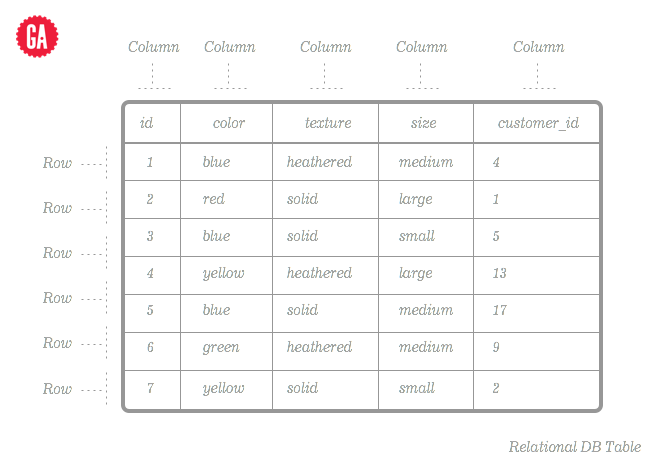 GA
Column Column Column Column Column
id color texture size customer_id
Row 1 blue heathered medium 4
Row 2 red solid large 1
Row 3 blue solid small 5
Row 4 yellow heathered large 13
Row 5 blue solid medium 17
Row 6 green heathered medium 9
7 yellow solid small 2
Relational DB Table